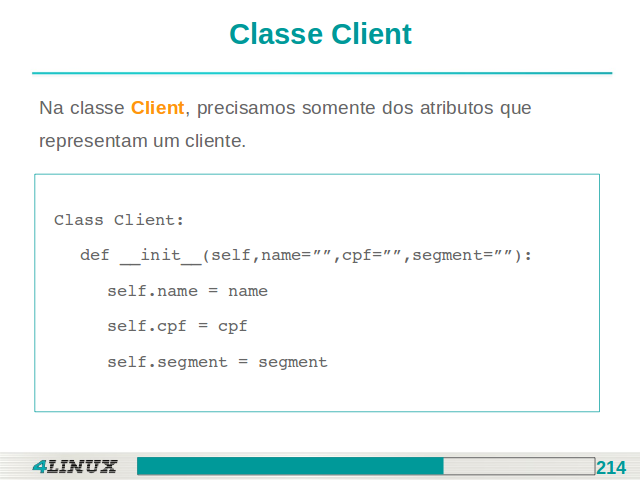 Classe Client
Na classe Client, precisamos somente dos atributos que
representam um cliente.
Class Client:
def __init__(self,name=””,cpf=””,segment=””):
self.name = name
self.cpf = cpf
self.segment = segment
4LINUX
214